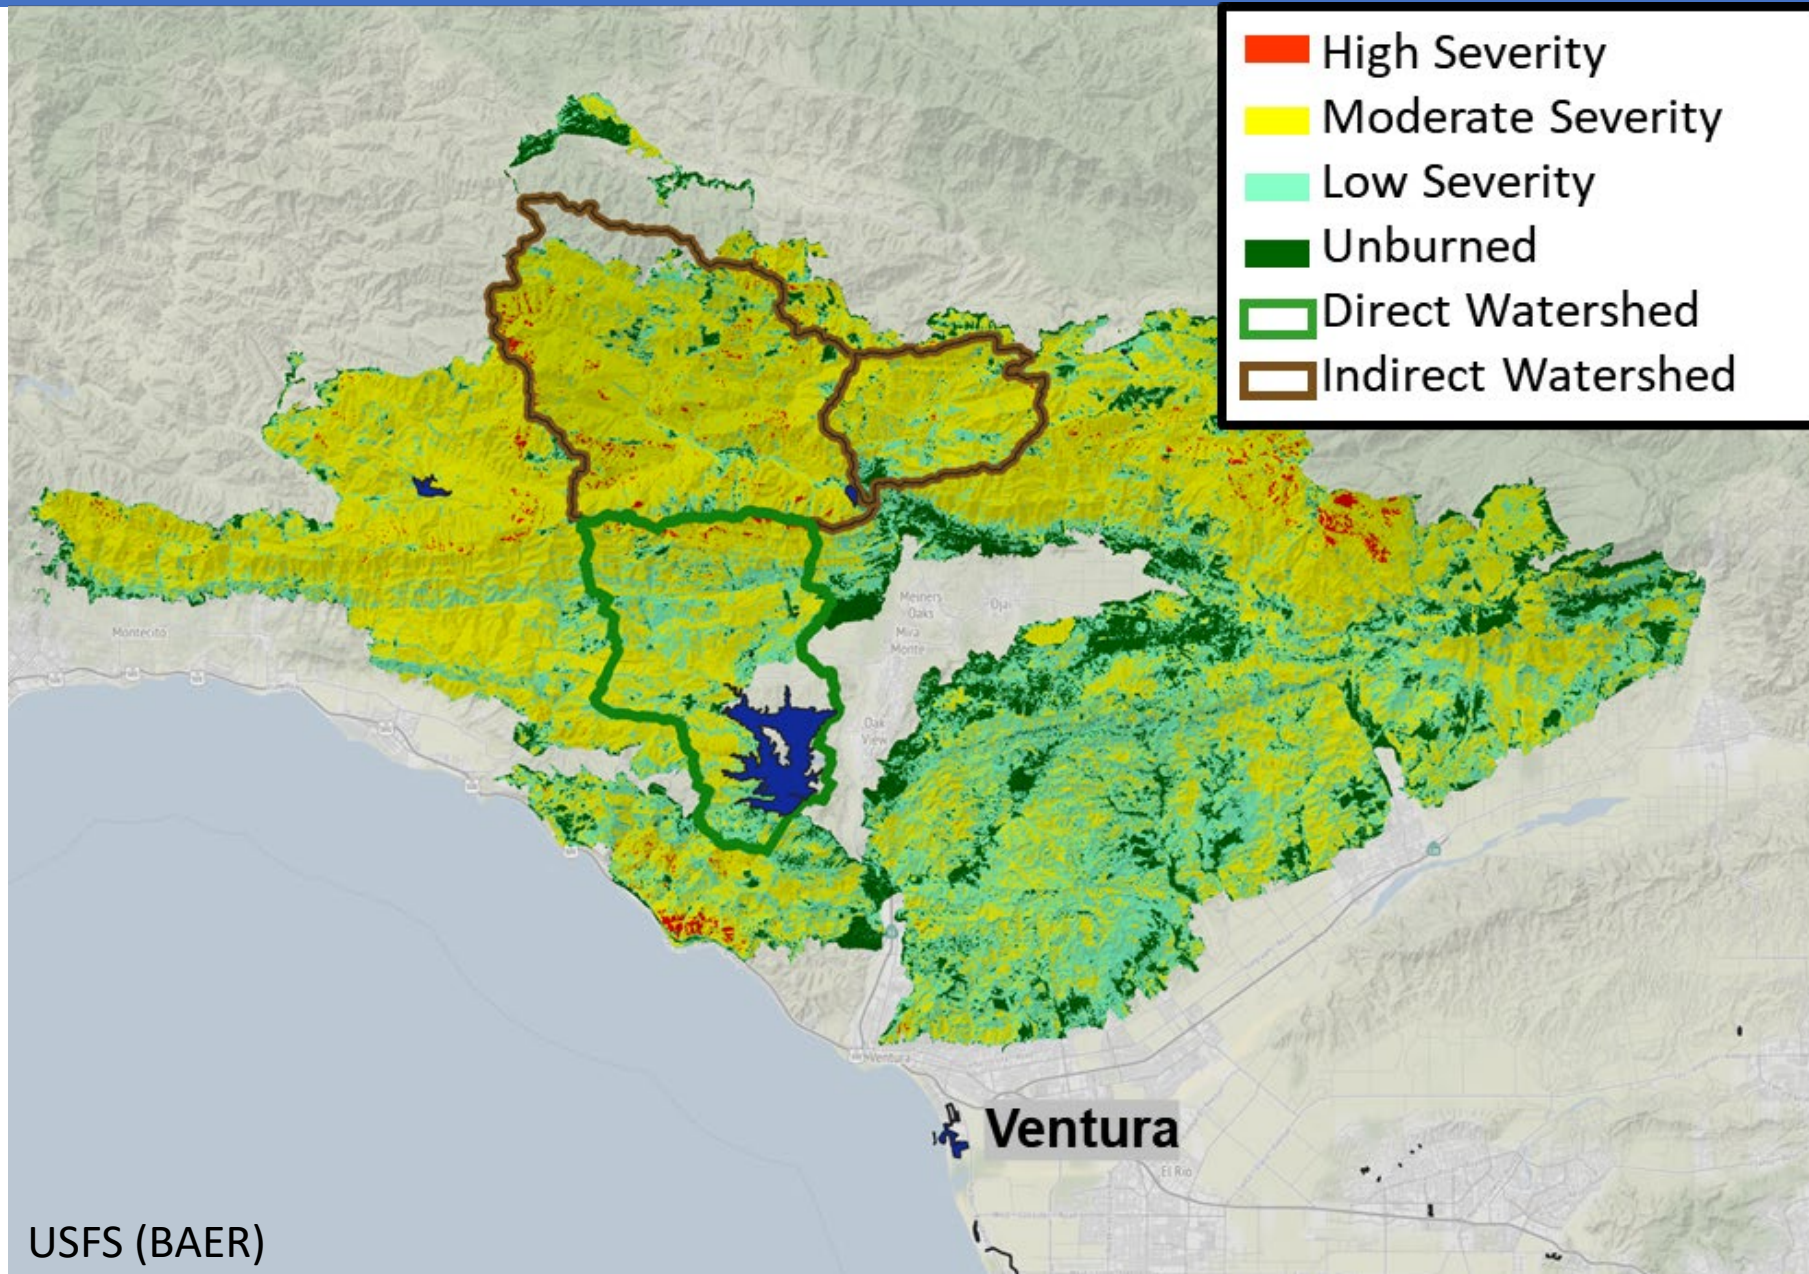 High Severity
Moderate Severity
Low Severity
Unburned
Direct Watershed
Indirect Watershed
Montecito
Meiners
Oaks
Ojai
Mira
Monte
Oak
View
Ventura
Ventura
El Rio
USFS (BAER)